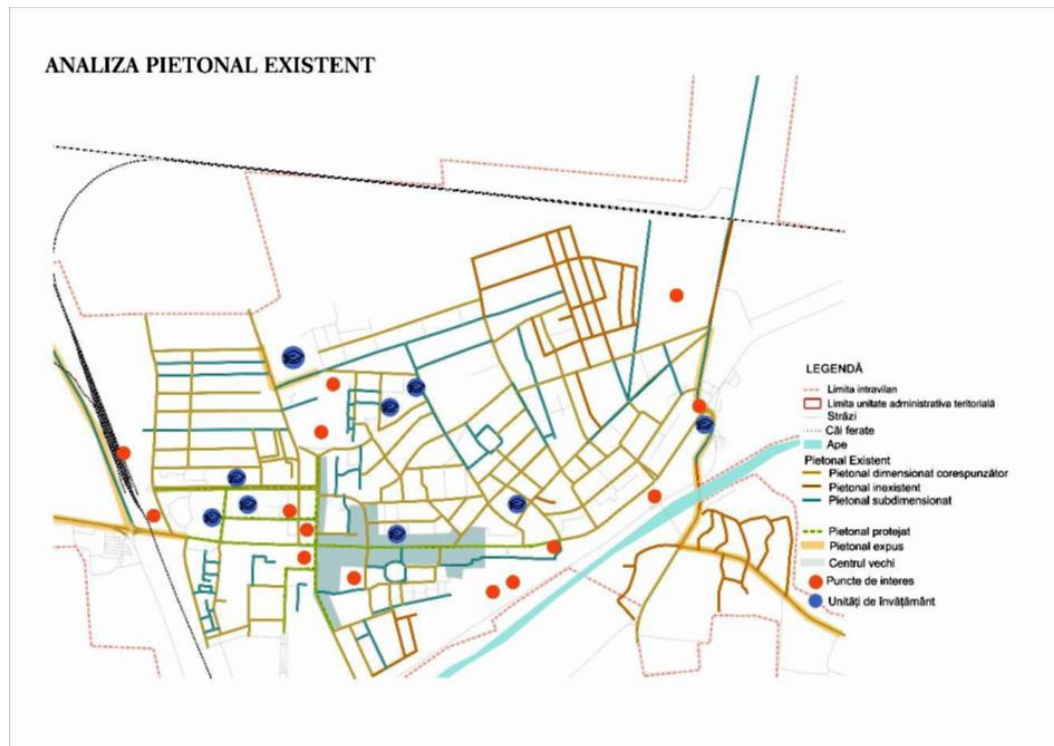 ANALIZA PIETONAL EXISTENT
LEGENDĂ
Limita intravilan
Limita unitate administrativa teritorială
Străzi
Căi ferate
Ape
Pietonal Existent
Pietonal dimensionat corespunzător
Pietonal inexistent
Pietonal subdimensionat
Pietonal protejat
Pietonal expus
Centrul vechi
Puncte de interes
Unități de învățământ